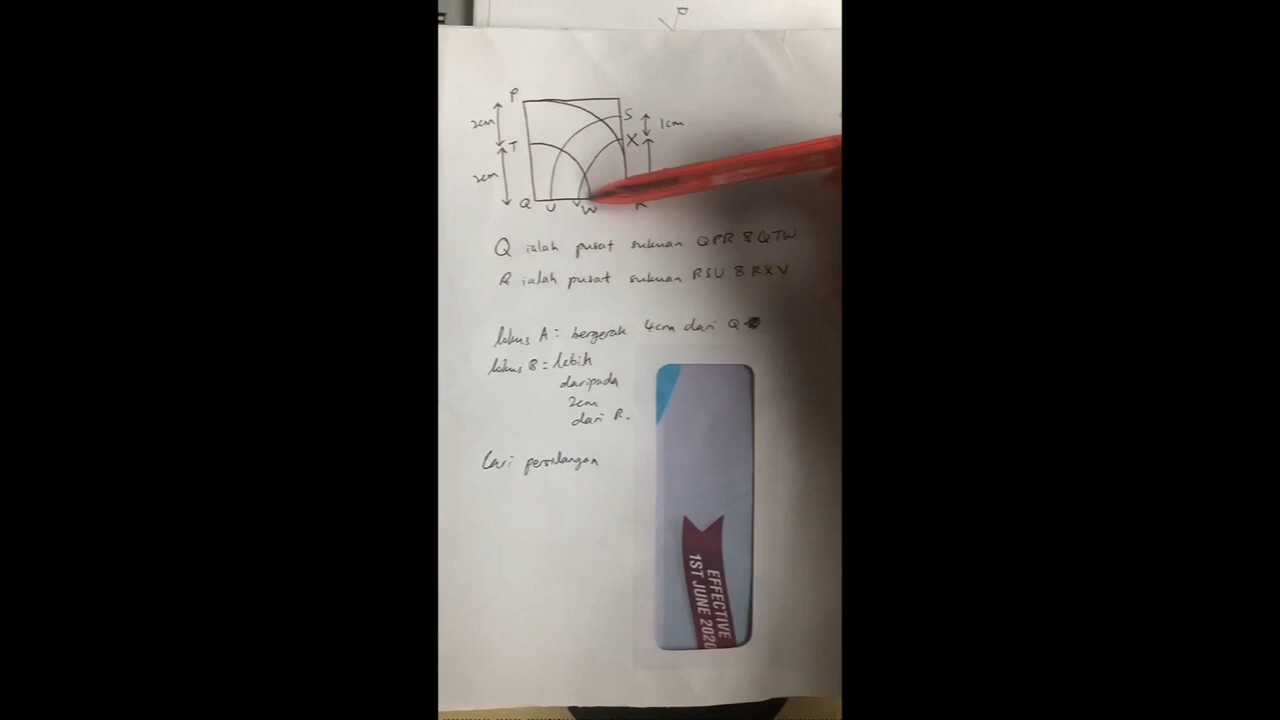 P
P
S
2cm
1cm
X
T
2cm
Q U W
Q ialah pusat sukuan QPR & QTW
R ialah pusat sukuan RSU & RXV
lokus A = bergerak 4cm dari Q
lokus B = lebih
daripada
2cm
dari R.
Cari persilangan
EFFECTIVE
1ST JUNE 2020